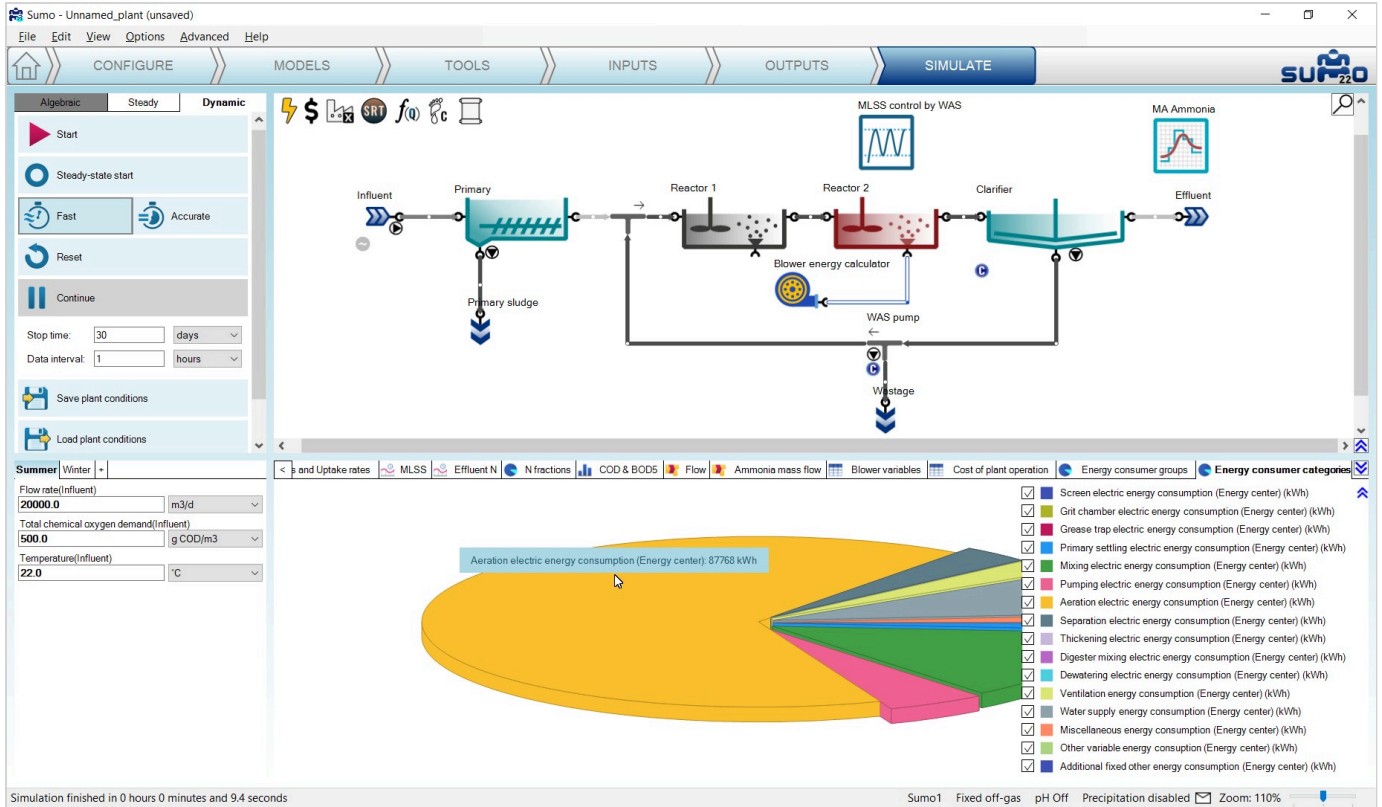 Sumo - Unnamed_plant (unsaved)
File Edit View Options Advanced Help
CONFIGURE MODELS TOOLS INPUTS OUTPUTS SIMULATE
SUMO 22
Algebraic Steady Dynamic
Start
Steady-state start
Fast Accurate
Reset
Continue
Stop time: 30 days
Data interval: 1 hours
Save plant conditions
Load plant conditions
SRT f(Q) C
MLSS control by WAS
MA Ammonia
Influent
Primary
Reactor 1
Reactor 2
Clarifier
Effluent
Blower energy calculator
C
Primary sludge
WAS pump
C
Wastage
Summer Winter +
Flow rate(Influent)
20000.0 m3/d
Total chemical oxygen demand(Influent)
500.0 g COD/m3
Temperature(Influent)
22.0 °C
< s and Uptake rates MLSS Effluent N N fractions COD & BOD5 Flow Ammonia mass flow Blower variables Cost of plant operation Energy consumer groups Energy consumer categories
Aeration electric energy consumption (Energy center): 87768 kWh
Screen electric energy consumption (Energy center) (kWh)
Grit chamber electric energy consumption (Energy center) (kWh)
Grease trap electric energy consumption (Energy center) (kWh)
Primary settling electric energy consumption (Energy center) (kWh)
Mixing electric energy consumption (Energy center) (kWh)
Pumping electric energy consumption (Energy center) (kWh)
Aeration electric energy consumption (Energy center) (kWh)
Separation electric energy consumption (Energy center) (kWh)
Thickening electric energy consumption (Energy center) (kWh)
Digester mixing electric energy consumption (Energy center) (kWh)
Dewatering electric energy consumption (Energy center) (kWh)
Ventilation energy consumption (Energy center) (kWh)
Water supply energy consumption (Energy center) (kWh)
Miscellaneous energy consumption (Energy center) (kWh)
Other variable energy consuption (Energy center) (kWh)
Additional fixed other energy consumption (Energy center) (kWh)
Simulation finished in 0 hours 0 minutes and 9.4 seconds
Sumo1 Fixed off-gas pH Off Precipitation disabled Zoom: 110%